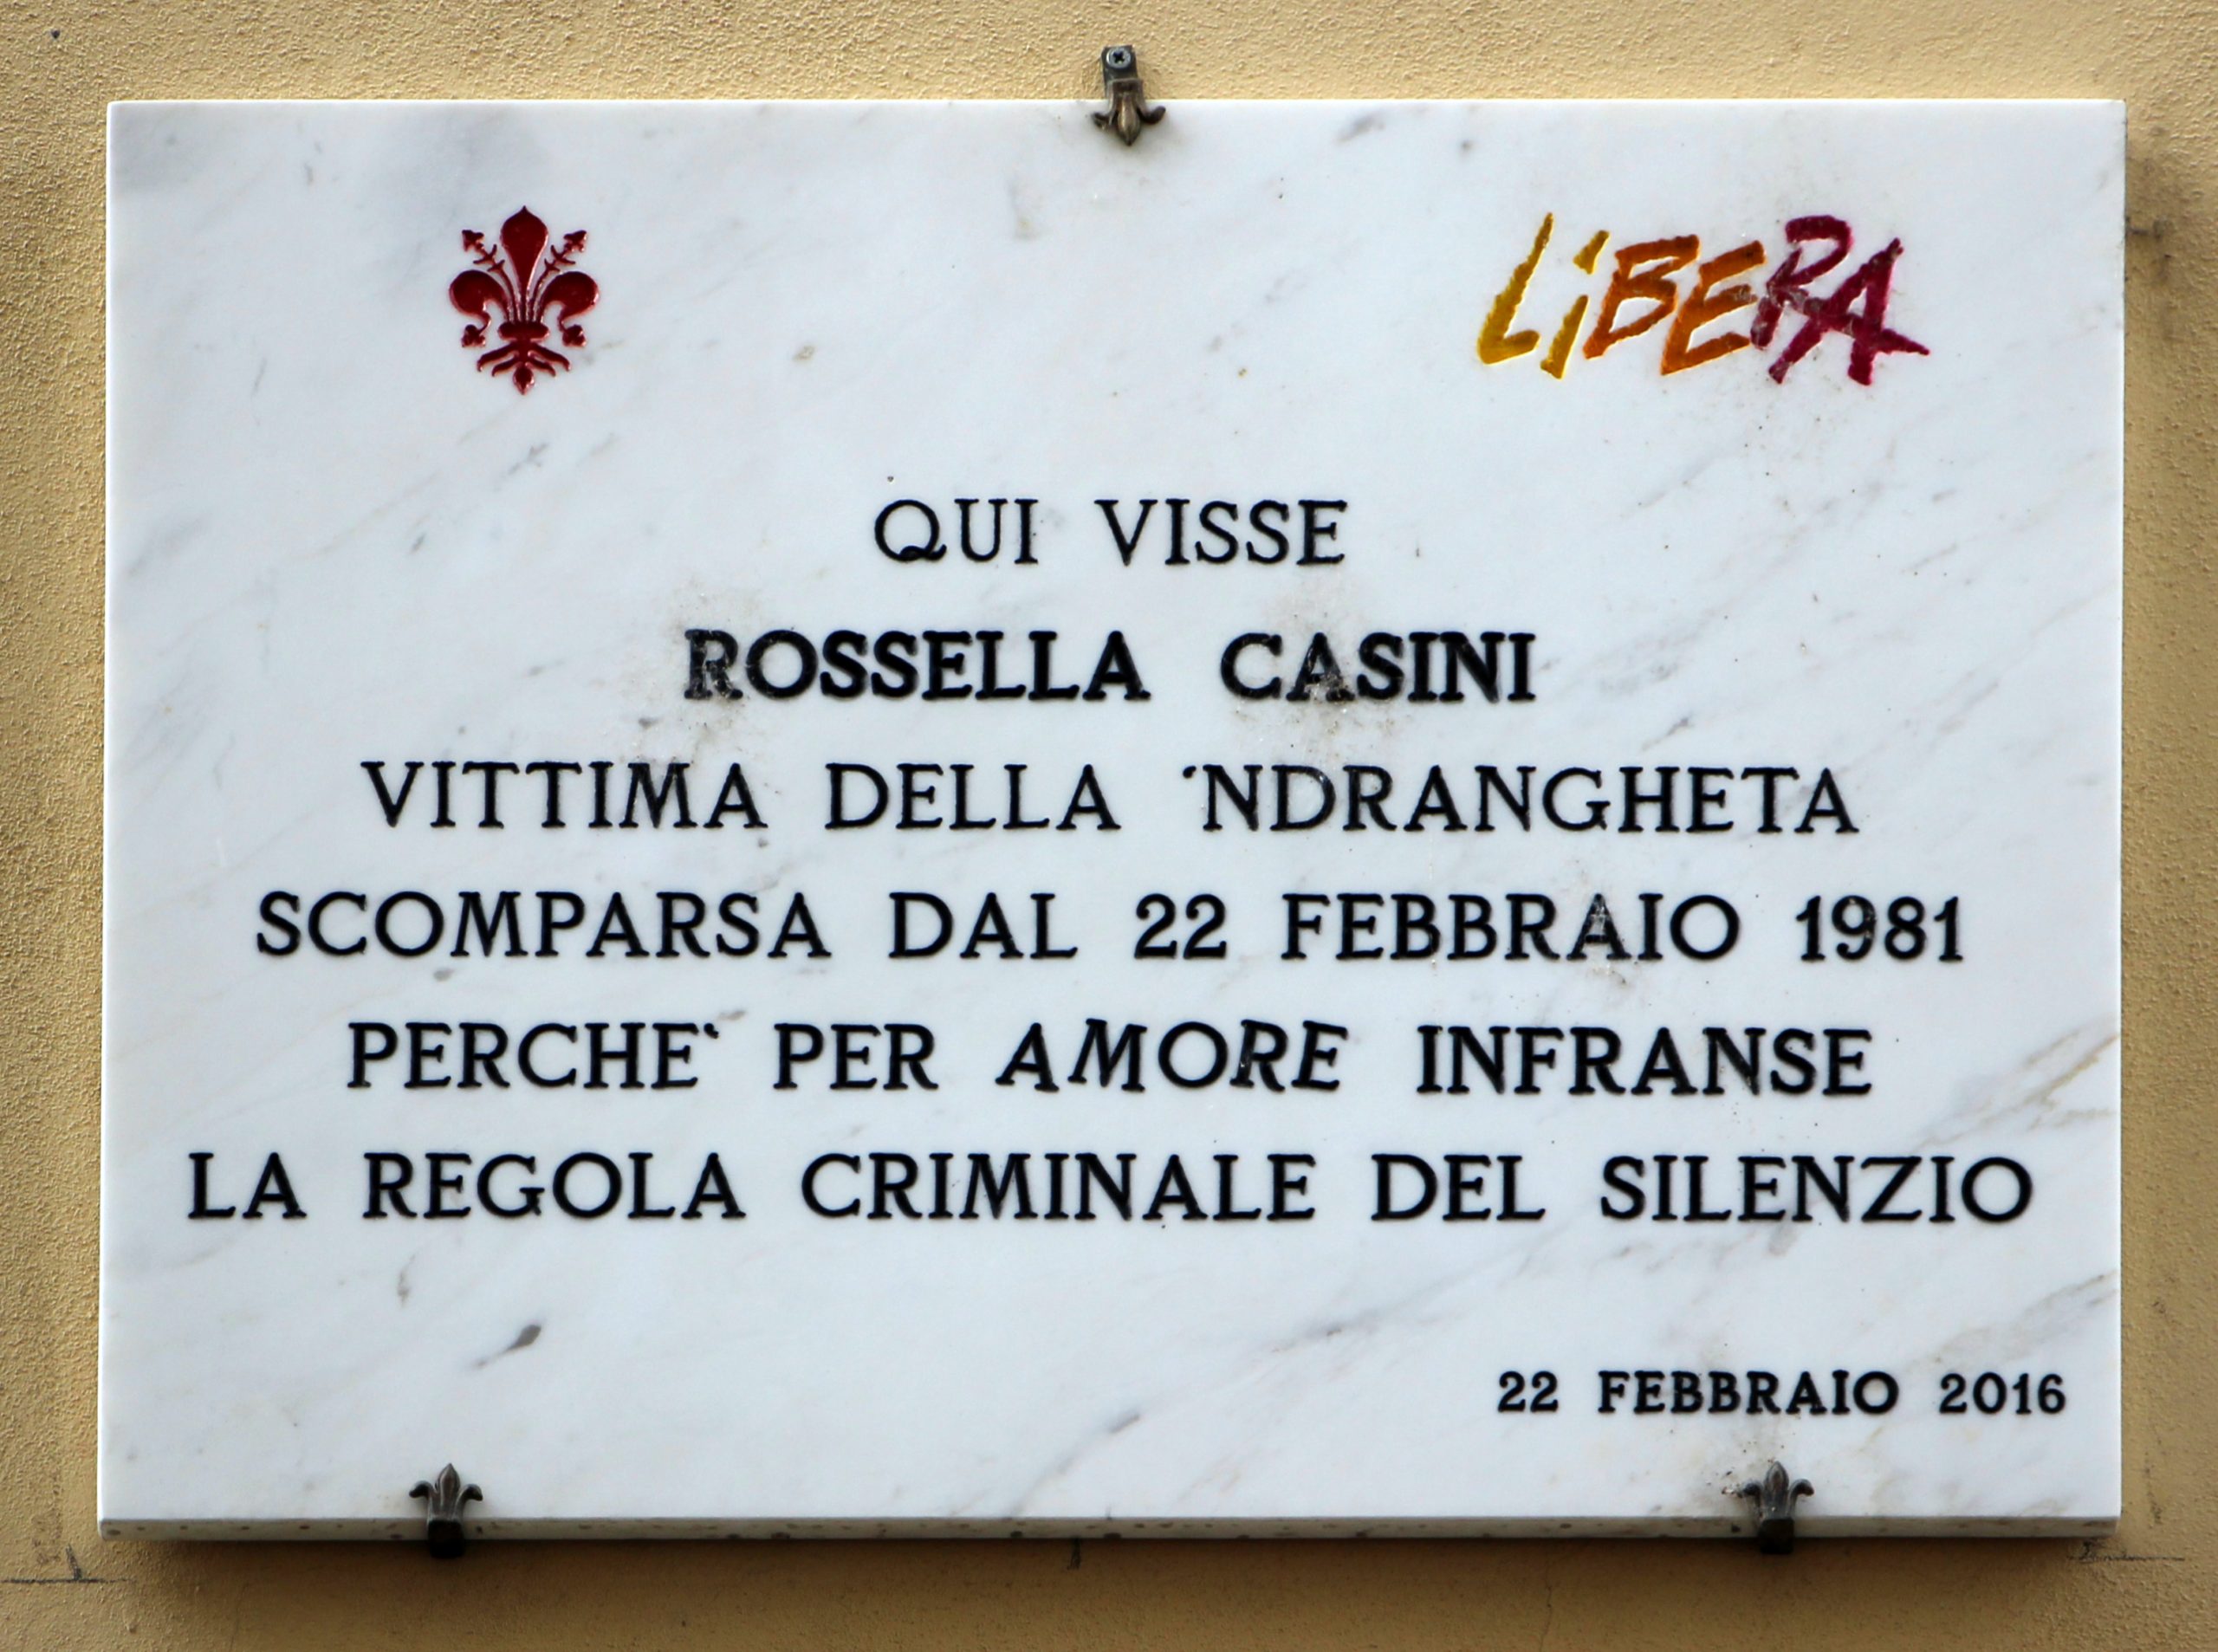 LiBERA
QUI VISSE
ROSSELLA CASINI
VITTIMA DELLA 'NDRANGHETA
SCOMPARSA DAL 22 FEBBRAIO 1981
PERCHE` PER AMORE INFRANSE
LA REGOLA CRIMINALE DEL SILENZIO
22 FEBBRAIO 2016